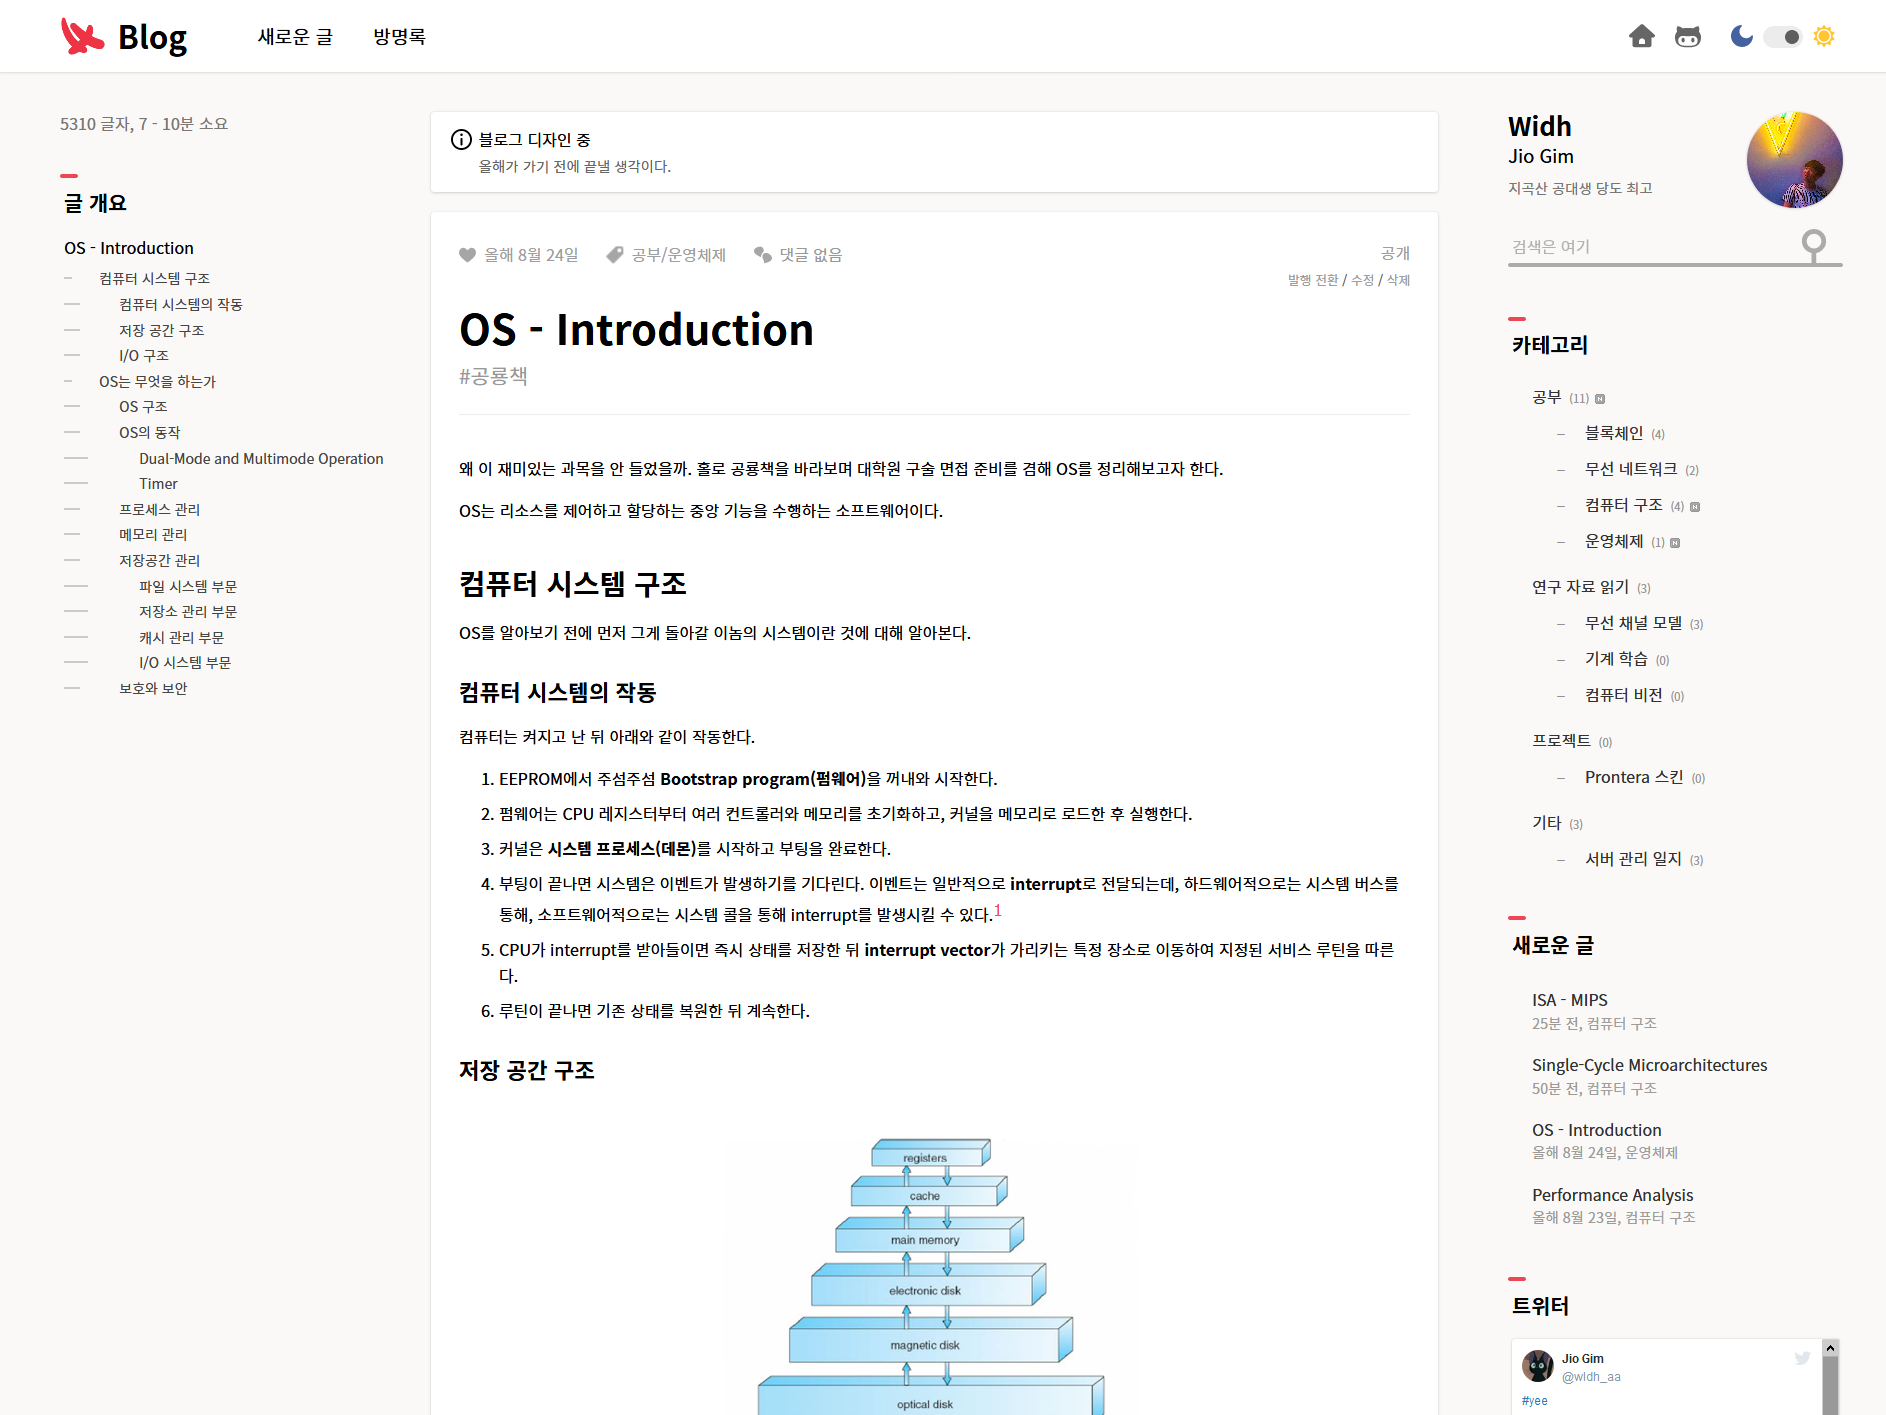 Blog
새로운 글
방명록
5310 글자, 7 - 10분 소요
글 개요
OS - Introduction
컴퓨터 시스템 구조
컴퓨터 시스템의 작동
저장 공간 구조
I/O 구조
OS는 무엇을 하는가
OS 구조
OS의 동작
Dual-Mode and Multimode Operation
Timer
프로세스 관리
메모리 관리
저장공간 관리
파일 시스템 부문
저장소 관리 부문
캐시 관리 부문
I/O 시스템 부문
보호와 보안
블로그 디자인 중
올해가 가기 전에 끝낼 생각이다.
올해 8월 24일 공부/운영체제 댓글 없음
공개
발행 전환 / 수정 / 삭제
OS - Introduction
#공룡책
왜 이 재미있는 과목을 안 들었을까. 홀로 공룡책을 바라보며 대학원 구술 면접 준비를 겸해 OS를 정리해보고자 한다.
OS는 리소스를 제어하고 할당하는 중앙 기능을 수행하는 소프트웨어이다.
컴퓨터 시스템 구조
OS를 알아보기 전에 먼저 그게 돌아갈 이놈의 시스템이란 것에 대해 알아본다.
컴퓨터 시스템의 작동
컴퓨터는 켜지고 난 뒤 아래와 같이 작동한다.
1. EEPROM에서 주섬주섬 Bootstrap program(펌웨어)을 꺼내와 시작한다.
2. 펌웨어는 CPU 레지스터부터 여러 컨트롤러와 메모리를 초기화하고, 커널을 메모리로 로드한 후 실행한다.
3. 커널은 시스템 프로세스(데몬)를 시작하고 부팅을 완료한다.
4. 부팅이 끝나면 시스템은 이벤트가 발생하기를 기다린다. 이벤트는 일반적으로 interrupt로 전달되는데, 하드웨어적으로는 시스템 버스를
통해, 소프트웨어적으로는 시스템 콜을 통해 interrupt를 발생시킬 수 있다.1
5. CPU가 interrupt를 받아들이면 즉시 상태를 저장한 뒤 interrupt vector가 가리키는 특정 장소로 이동하여 지정된 서비스 루틴을 따른
다.
6. 루틴이 끝나면 기존 상태를 복원한 뒤 계속한다.
저장 공간 구조
registers
cache
main memory
electronic disk
magnetic disk
optical disk
Widh
Jio Gim
지곡산 공대생 당도 최고
검색은 여기
카테고리
공부 (11) N
– 블록체인 (4)
– 무선 네트워크 (2)
– 컴퓨터 구조 (4) N
– 운영체제 (1) N
연구 자료 읽기 (3)
– 무선 채널 모델 (3)
– 기계 학습 (0)
– 컴퓨터 비전 (0)
프로젝트 (0)
– Prontera 스킨 (0)
기타 (3)
– 서버 관리 일지 (3)
새로운 글
ISA - MIPS
25분 전, 컴퓨터 구조
Single-Cycle Microarchitectures
50분 전, 컴퓨터 구조
OS - Introduction
올해 8월 24일, 운영체제
Performance Analysis
올해 8월 23일, 컴퓨터 구조
트위터
Jio Gim
@widh_aa
#yee